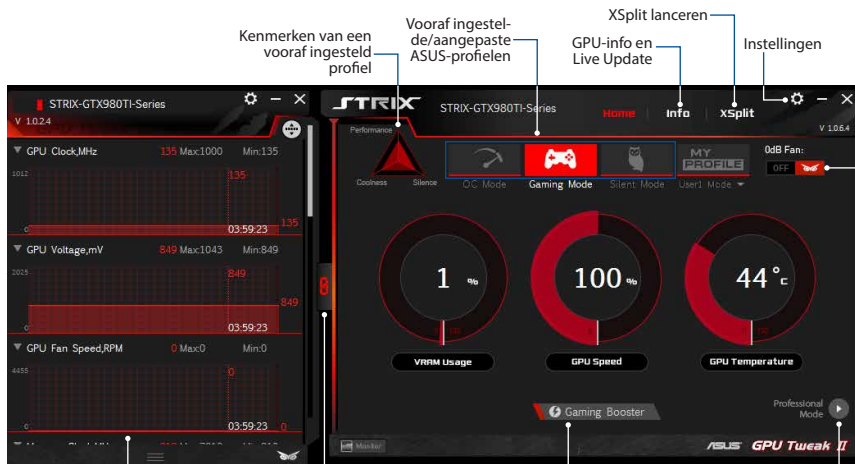 XSplit lanceren
Vooraf ingestel-
de/aangepaste
ASUS-profielen
Kenmerken van een
vooraf ingesteld
profiel
GPU-info en
Live Update
Instellingen
STRIX-GTX980TI-Series
V 1.0.2.4
GPU Clock,MHz 135 Max:1000 Min:135
1012
135
135
0
03:59:23
GPU Voltage,mV 849 Max:1043 Min:849
2025
849
849
0
03:59:23
GPU Fan Speed,RPM 0 Max:0 Min:0
4455
0
0
03:59:23
0
STRIX
STRIX-GTX980TI-Series
Home
Info
XSplit
V 1.0.6.4
Performance
Coolness
Silence
OC Mode
Gaming Mode
Silent Mode
MY
PROFILE
User1 Mode
0dB Fan:
OFF
1 %
VRAM Usage
100 %
GPU Speed
44°c
GPU Temperature
Gaming Booster
Professional
Mode
Monitor
ASUS GPU Tweak II